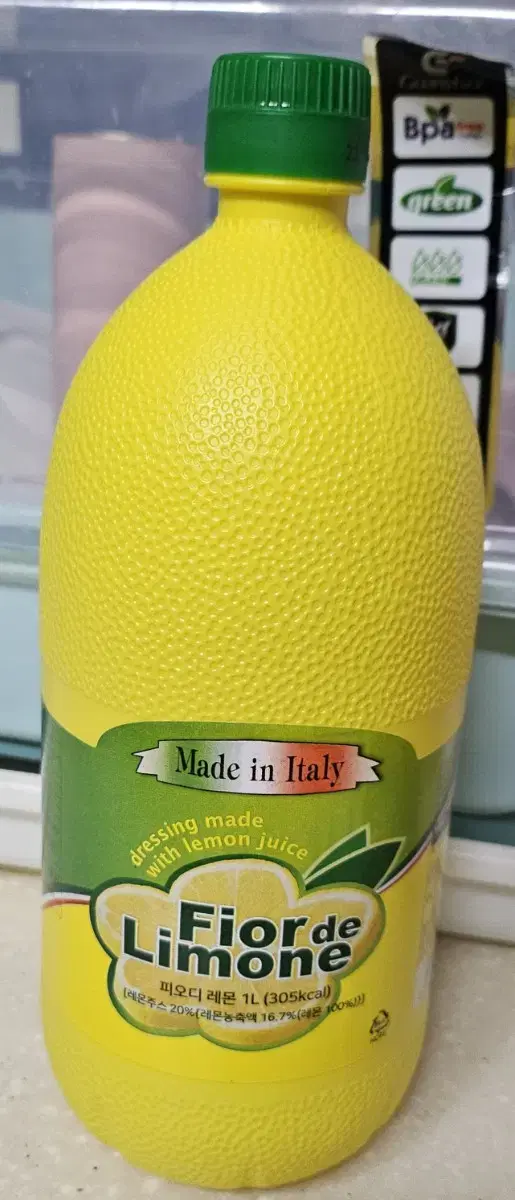 Bpa
green
Made in Italy
dressing made
with lemon juice
Fior de
Limone
피오디 레몬 1L (305kcal)
(레몬주스 20%(레몬농축액 16.7%(레몬 100%)))
HDPE